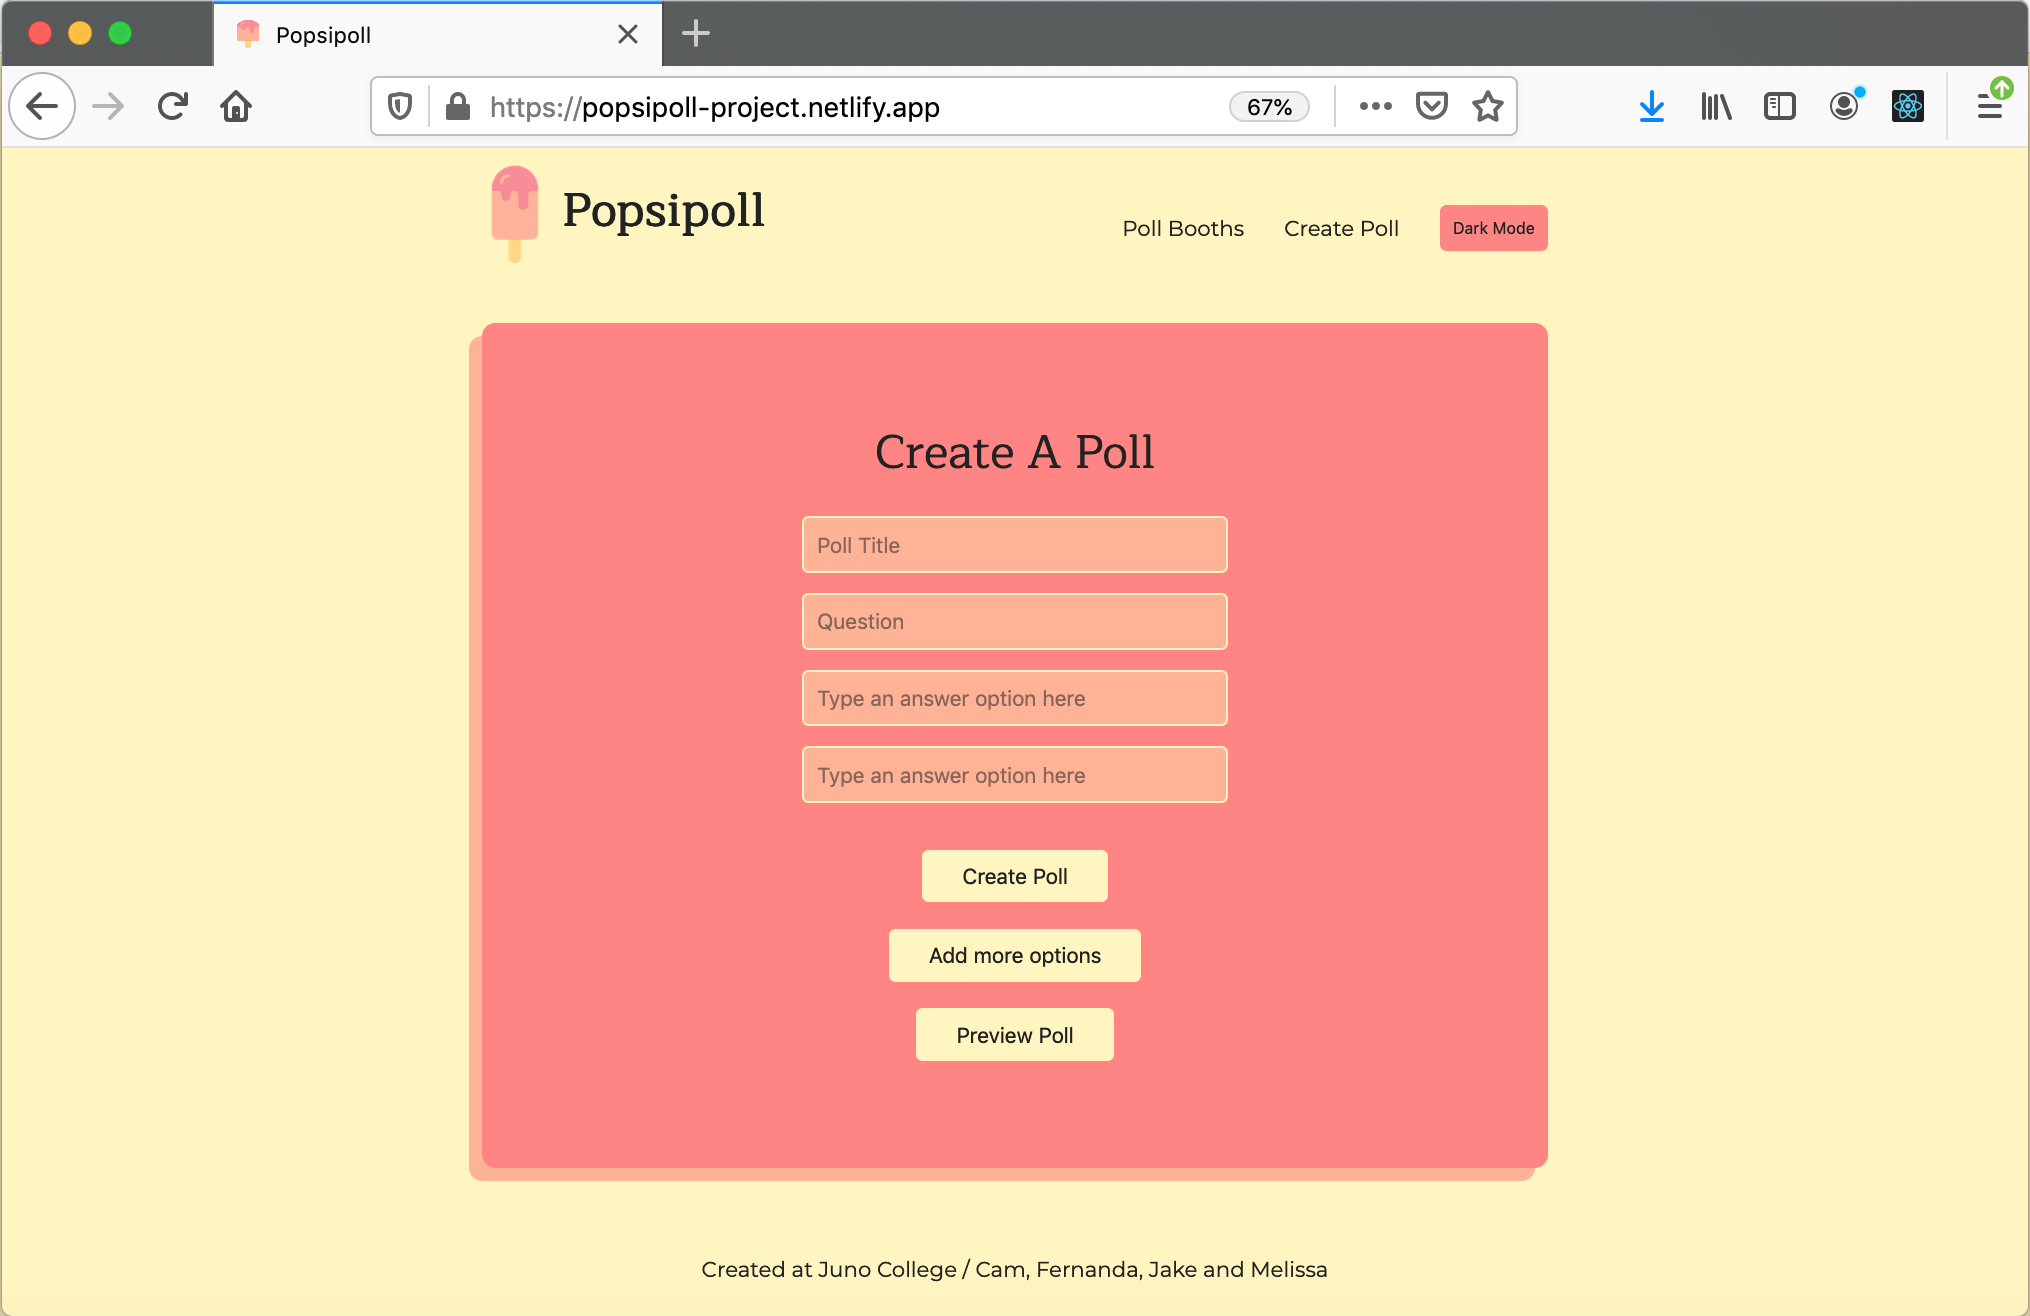 Popsipoll
https://popsipoll-project.netlify.app
67%
Popsipoll
Poll Booths
Create Poll
Dark Mode
Create A Poll
Poll Title
Question
Type an answer option here
Type an answer option here
Create Poll
Add more options
Preview Poll
Created at Juno College / Cam, Fernanda, Jake and Melissa